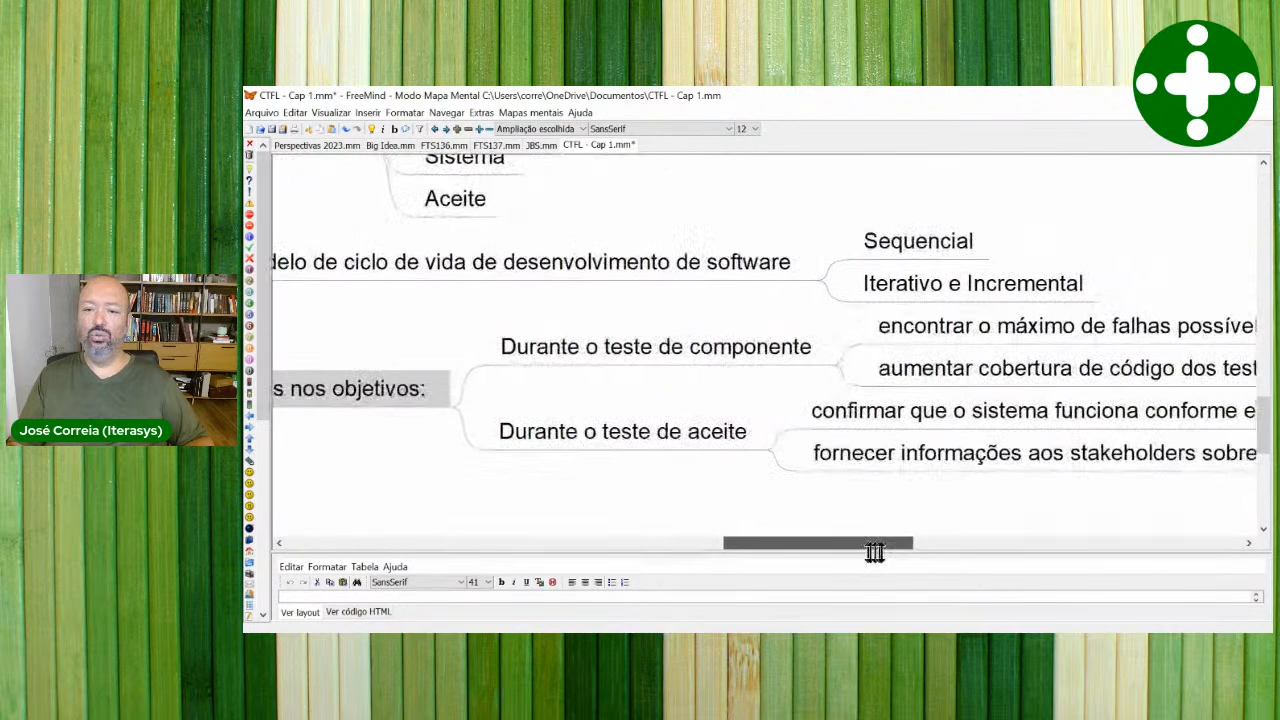 CTFL - Cap 1.mm* - FreeMind - Modo Mapa Mental C:\Users\corre\OneDrive\Documentos\CTFL - Cap 1.mm
Arquivo Editar Visualizar Inserir Formatar Navegar Extras Mapas mentais Ajuda
Ampliação escolhida SansSerif 12
Perspectivas 2023.mm Big Idea.mm FTS136.mm FTS137.mm JBS.mm CTFL - Cap 1.mm*
Sistema
Aceite
delo de ciclo de vida de desenvolvimento de software
Sequencial
Iterativo e Incremental
s nos objetivos:
Durante o teste de componente
encontrar o máximo de falhas possível
aumentar cobertura de código dos test
Durante o teste de aceite
confirmar que o sistema funciona conforme e
fornecer informações aos stakeholders sobre
José Correia (Iterasys)
Editar Formatar Tabela Ajuda
SansSerif 41
Ver layout Ver código HTML